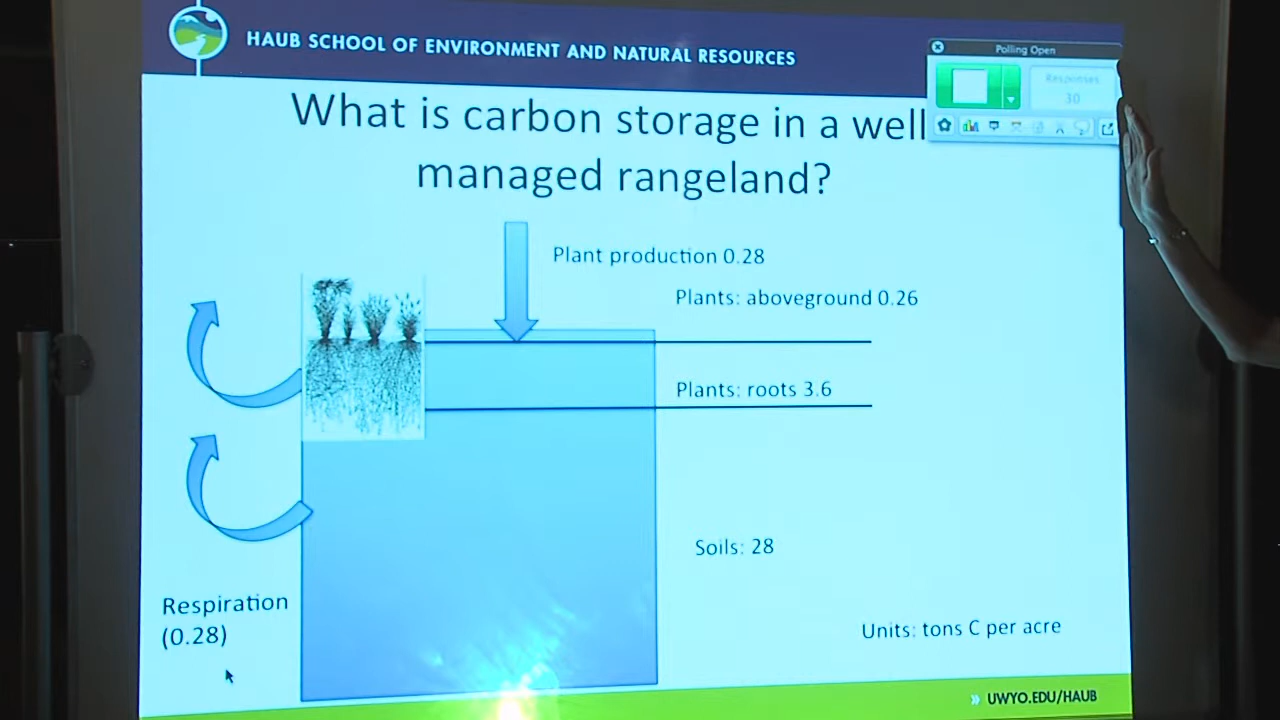 HAUB SCHOOL OF ENVIRONMENT AND NATURAL RESOURCES
Polling Open
Responses
30
What is carbon storage in a well
managed rangeland?
Plant production 0.28
Plants: aboveground 0.26
Plants: roots 3.6
Soils: 28
Respiration
(0.28)
Units: tons C per acre
» UWYO.EDU/HAUB